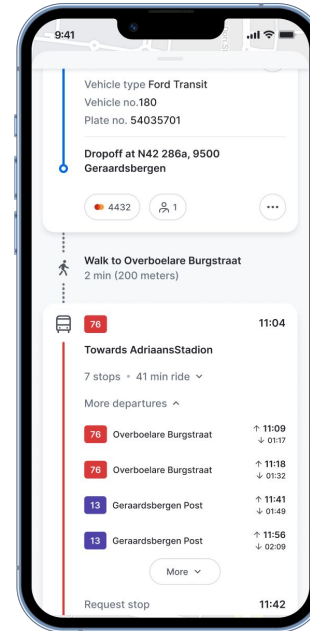 9:41
Vehicle type Ford Transit
Vehicle no.180
Plate no. 54035701
Dropoff at N42 286a, 9500
Geraardsbergen
4432
1
Walk to Overboelare Burgstraat
2 min (200 meters)
76 11:04
Towards AdriaansStadion
7 stops • 41 min ride
More departures
76 Overboelare Burgstraat ↑ 11:09
↓ 01:17
76 Overboelare Burgstraat ↑ 11:18
↓ 01:32
13 Geraardsbergen Post ↑ 11:41
↓ 01:49
13 Geraardsbergen Post ↑ 11:56
↓ 02:09
More
Request stop 11:42